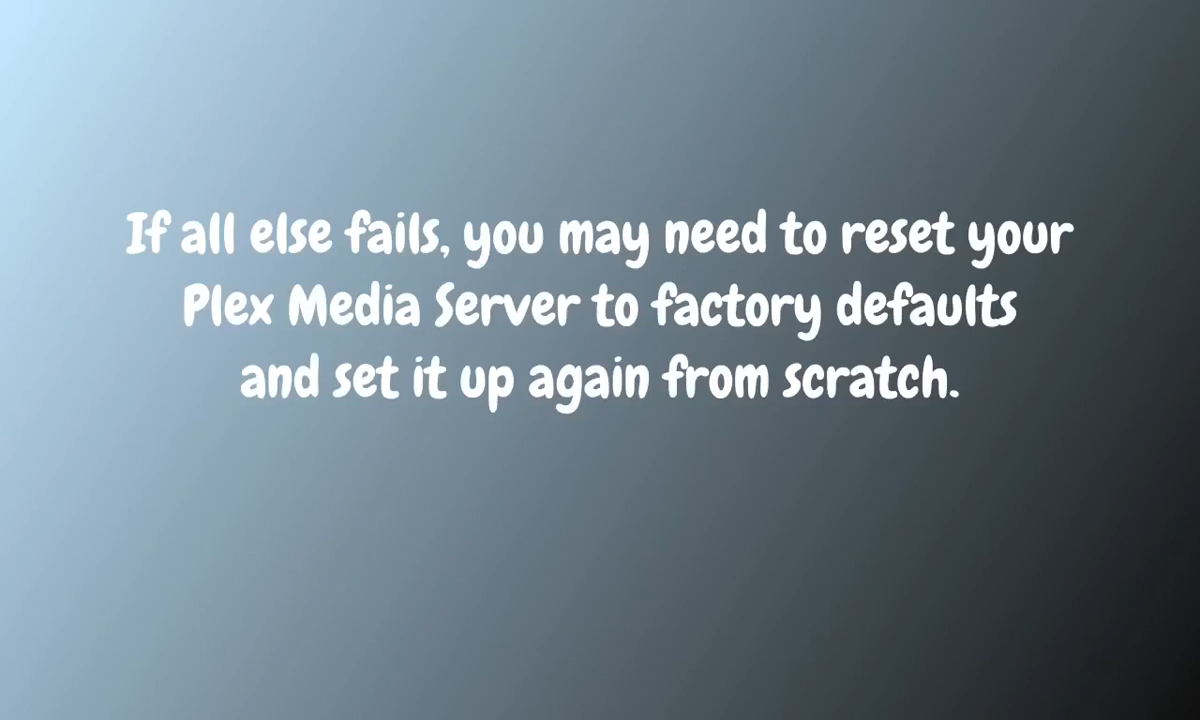 If all else fails, you may need to reset your
Plex Media Server to factory defaults
and set it up again from scratch.